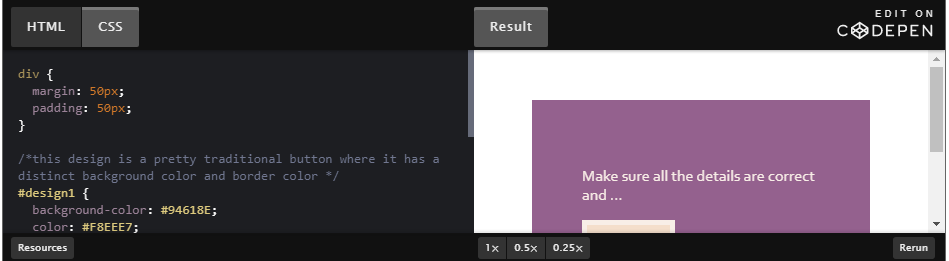 HTML CSS Result EDIT ON
CODEPEN
div {
margin: 50px;
padding: 50px;
}
/*this design is a pretty traditional button where it has a
distinct background color and border color */
#design1 {
background-color: #94618E;
color: #F8EEE7;
Make sure all the details are correct
and ...
Resources 1× 0.5× 0.25× Rerun